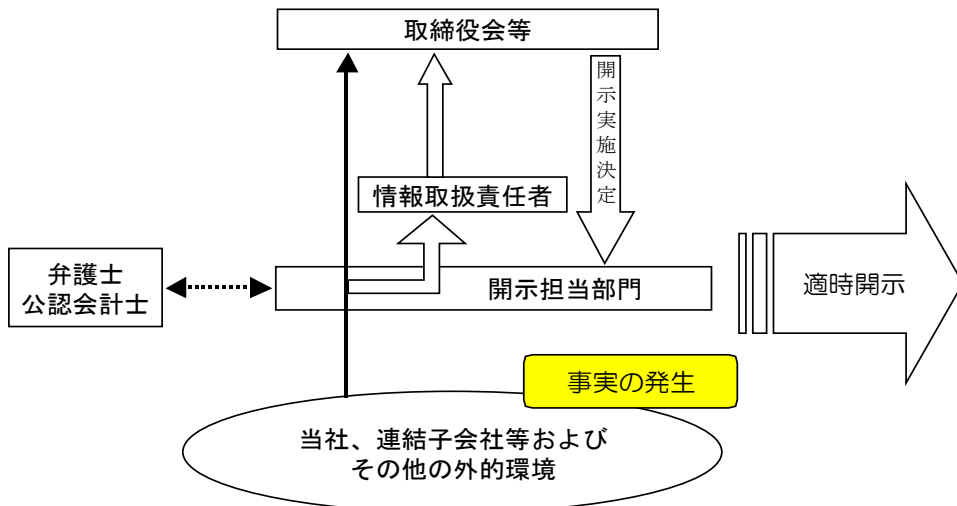 取締役会等
開示実施決定
情報取扱責任者
弁護士
公認会計士
開示担当部門
適時開示
事実の発生
当社、連結子会社等および
その他の外的環境